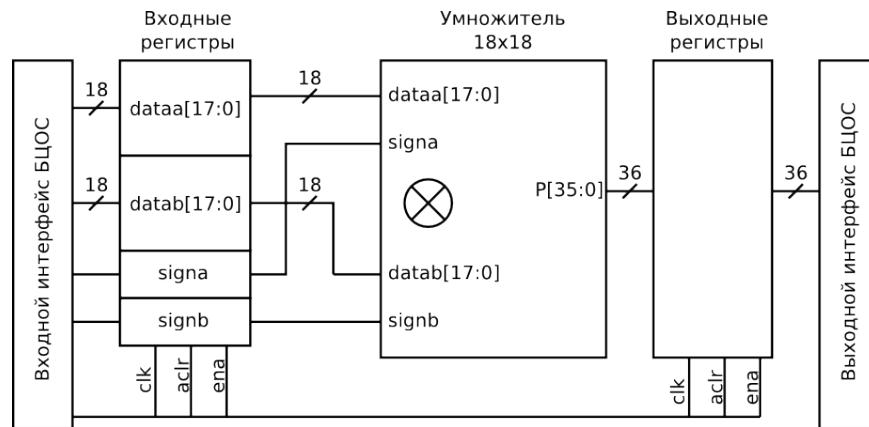 Входные
регистры
Умножитель
18x18
Выходные
регистры
Входной интерфейс БЦОС
18
dataa[17:0]
18
dataa[17:0]
signa
18
datab[17:0]
18
P[35:0]
36
36
signa
datab[17:0]
signb
signb
clk
aclr
ena
clk
aclr
ena
Выходной интерфейс БЦОС